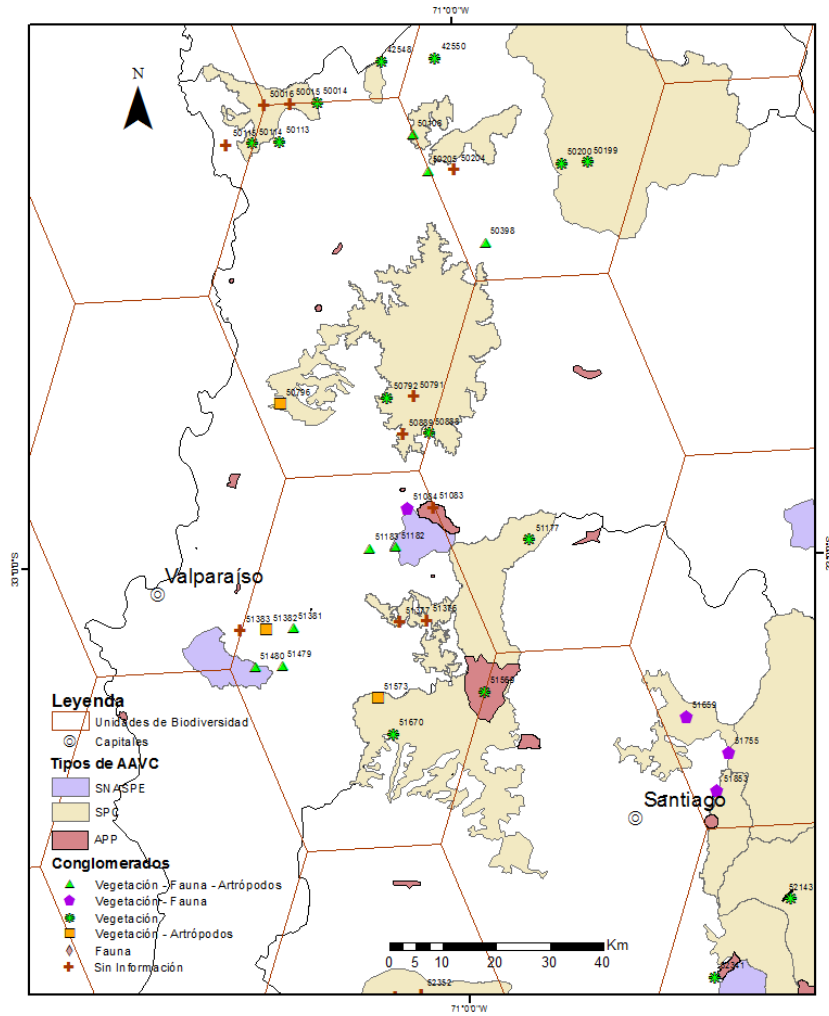 71°0'0"W
42548
42550
N
50016
50015
50014
50115
50114
50113
50205
50204
50200
50199
50398
50796
50792
50791
50889
50888
51084
51083
51183
51182
51177
33°0'0"S
Valparaíso
51383
51382
51381
51377
51376
51480
51479
51573
51569
51670
51659
51755
51853
Santiago
52143
52341
52352
Leyenda
Unidades de Biodiversidad
Capitales
Tipos de AAVC
SNASPE
SPC
APP
Conglomerados
Vegetación - Fauna - Artrópodos
Vegetación - Fauna
Vegetación
Vegetación - Artrópodos
Fauna
Sin Información
Km
0 5 10 20 30 40
71°0'0"W